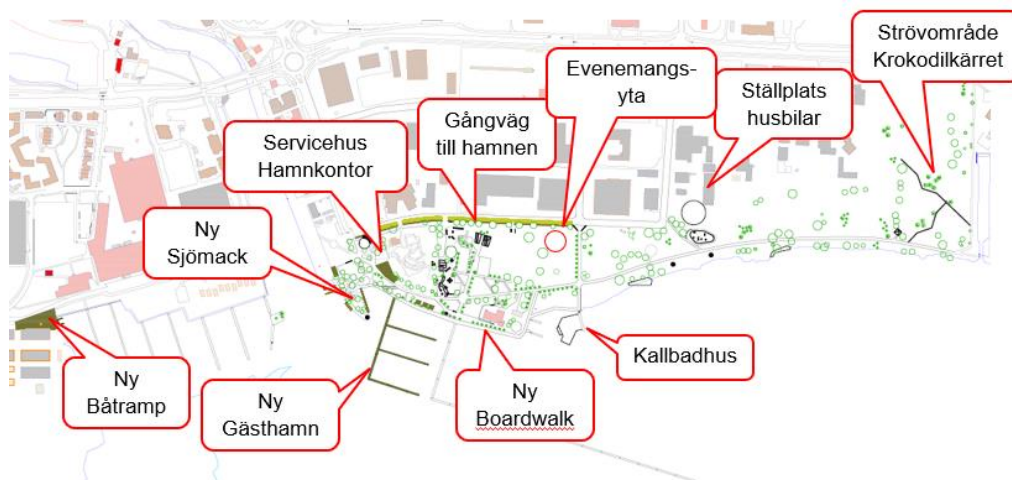 Strövområde
Krokodilkärret
Evenemangs-
yta
Ställplats
husbilar
Gångväg
till hamnen
Servicehus
Hamnkontor
Ny
Sjömack
Kallbadhus
Ny
Båtramp
Ny
Gästhamn
Ny
Boardwalk